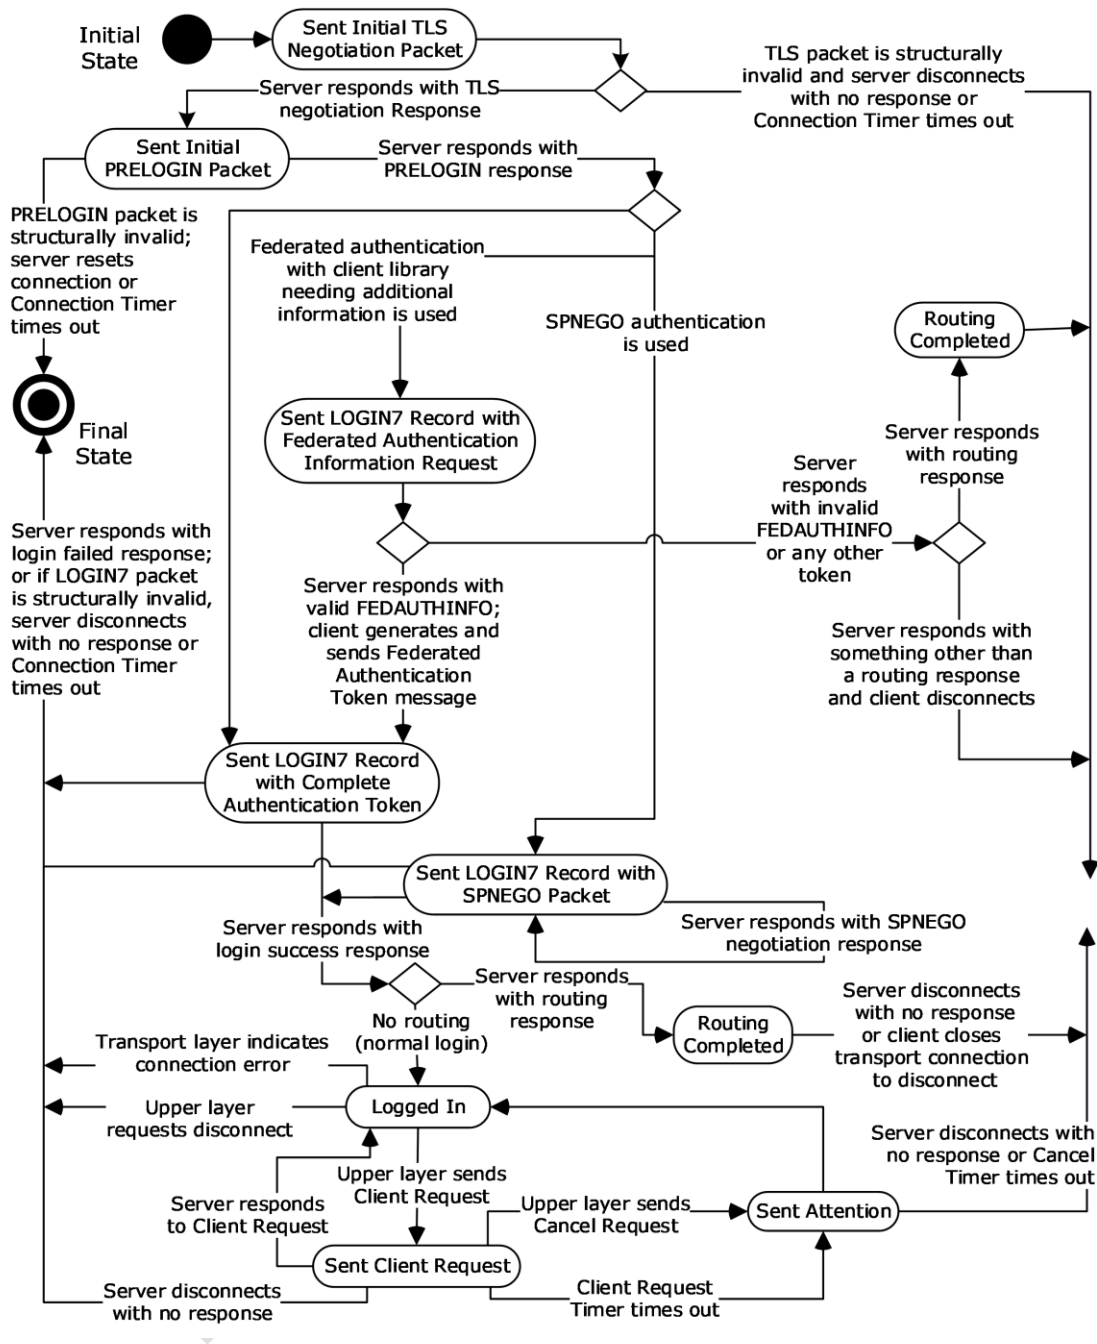 Initial
State
Sent Initial TLS
Negotiation Packet
TLS packet is structurally
invalid and server disconnects
with no response or
Connection Timer times out
Server responds with TLS
negotiation Response
Sent Initial
PRELOGIN Packet
Server responds with
PRELOGIN response
PRELOGIN packet is
structurally invalid;
server resets
connection or
Connection Timer
times out
Federated authentication
with client library
needing additional
information is used
SPNEGO authentication
is used
Routing
Completed
Final
State
Sent LOGIN7 Record with
Federated Authentication
Information Request
Server responds
with routing
response
Server
responds
with invalid
FEDAUTHINFO
or any other
token
Server responds with
login failed response;
or if LOGIN7 packet
is structurally invalid,
server disconnects
with no response or
Connection Timer
times out
Server responds with
valid FEDAUTHINFO;
client generates and
sends Federated
Authentication
Token message
Server responds with
something other than
a routing response
and client disconnects
Sent LOGIN7 Record
with Complete
Authentication Token
Sent LOGIN7 Record with
SPNEGO Packet
Server responds with SPNEGO
negotiation response
Server responds with
login success response
Server responds
with routing
response
Routing
Completed
Server disconnects
with no response
or client closes
transport connection
to disconnect
No routing
(normal login)
Transport layer indicates
connection error
Logged In
Upper layer
requests disconnect
Server disconnects with
no response or Cancel
Timer times out
Upper layer sends
Client Request
Server responds
to Client Request
Upper layer sends
Cancel Request
Sent Attention
Sent Client Request
Server disconnects
with no response
Client Request
Timer times out